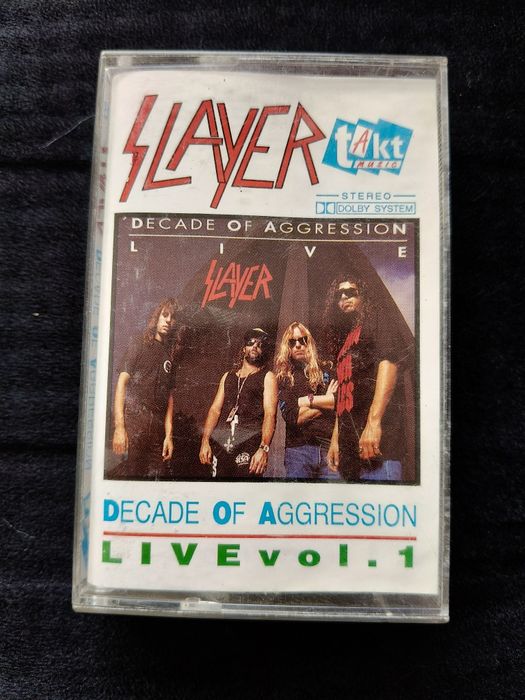 SLAYER
tAkt
MUSIC
STEREO
DOLBY SYSTEM
DECADE OF AGGRESSION
LIVE
SLAYER
DECADE OF AGGRESSION
LIVE vol. 1